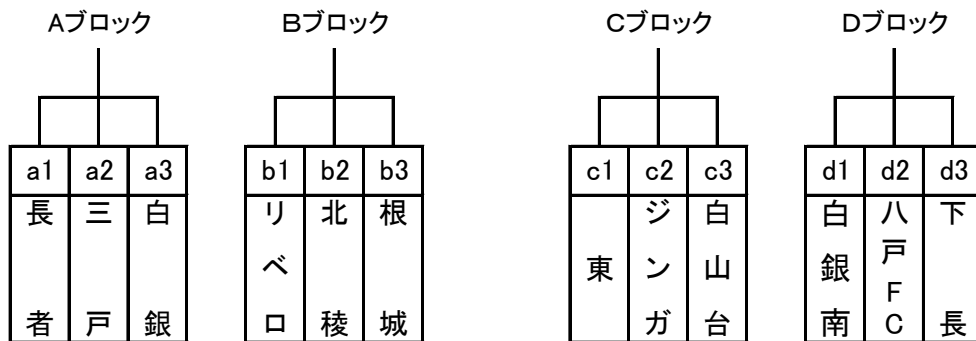 Aブロック Bブロック Cブロック Dブロック
a1 a2 a3 b1 b2 b3 c1 c2 c3 d1 d2 d3
長者
三戸
白銀
リベロ
北稜
根城
東
ジンガ
白山台
白銀南
八戸FC
下長